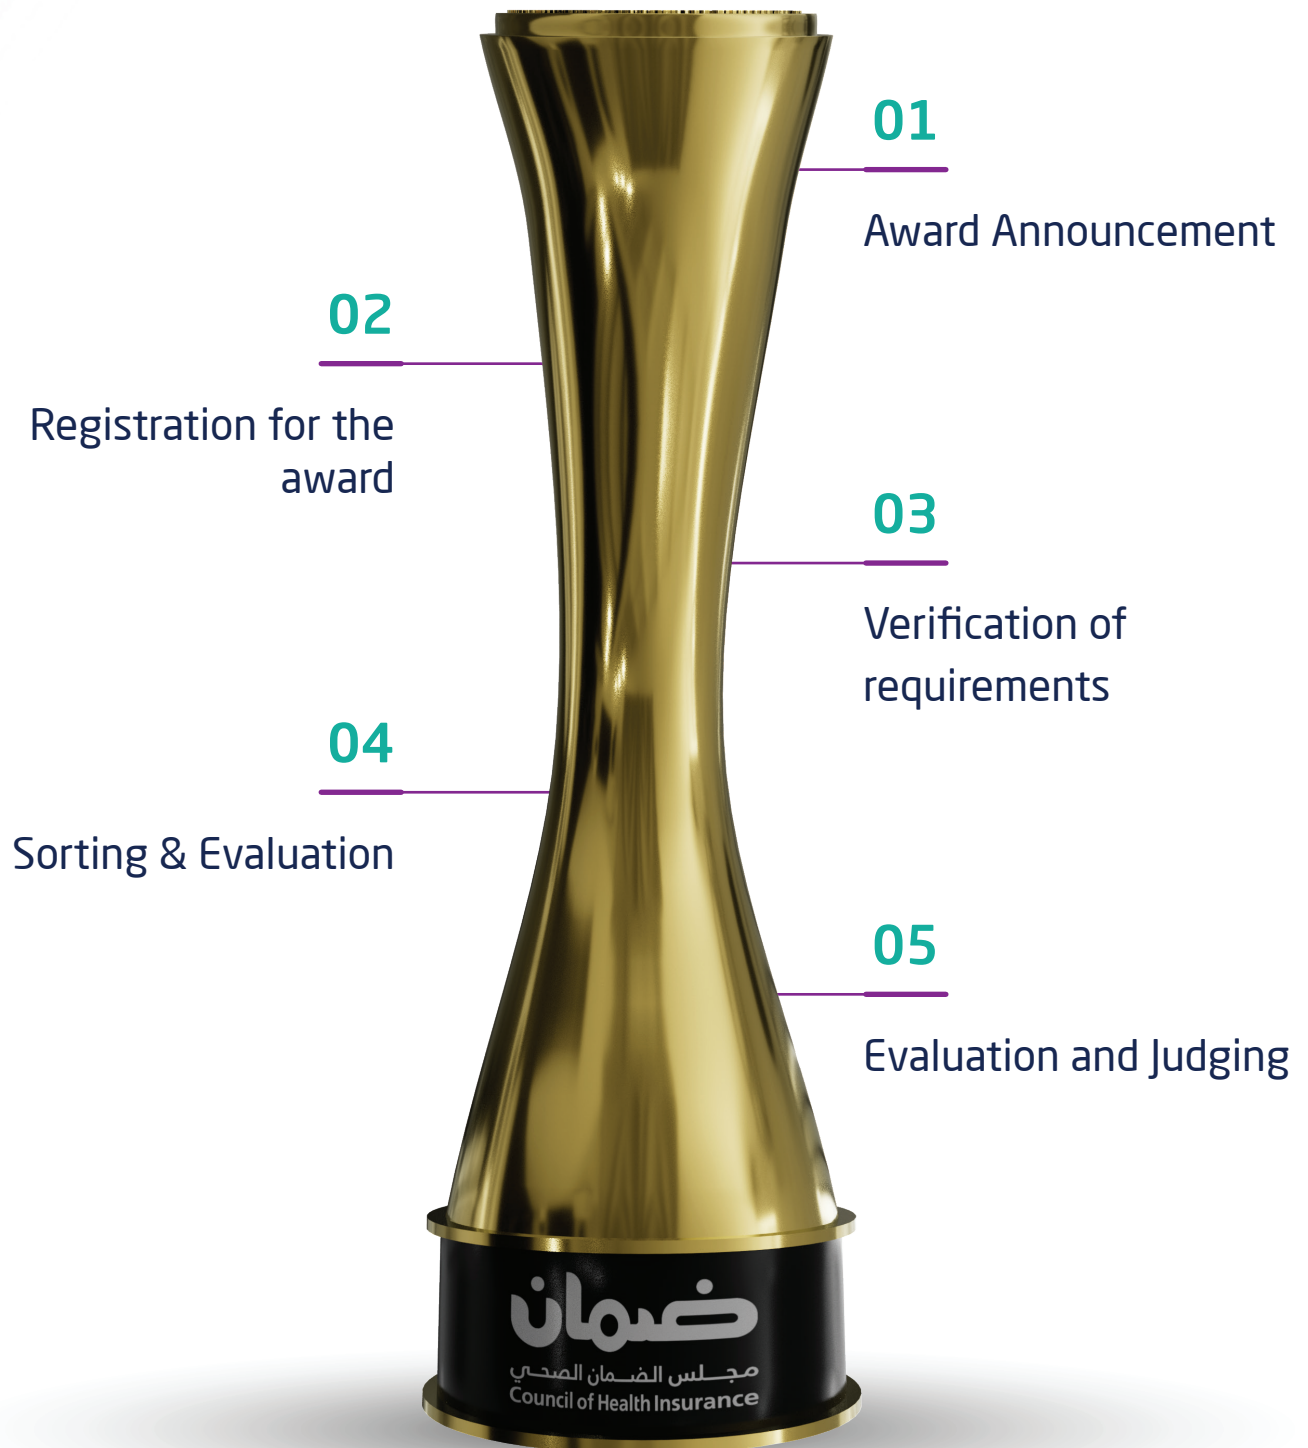 01
Award Announcement
02
Registration for the
award
03
Verification of
requirements
04
Sorting & Evaluation
05
Evaluation and Judging
ضمان
مجلس الضمان الصحي
Council of Health Insurance